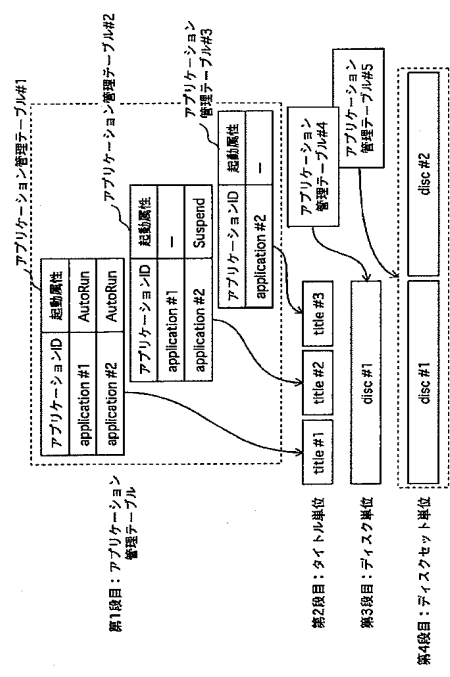 アプリケーション管理テーブル#1
アプリケーションID 起動属性
application #1 AutoRun
application #2 AutoRun
アプリケーション管理テーブル#2
アプリケーションID 起動属性
application #1 —
application #2 Suspend
アプリケーション
管理テーブル#3
アプリケーションID 起動属性
application #2 —
第1段目：アプリケーション
管理テーブル
第2段目：タイトル単位
title #1 title #2 title #3
アプリケーション
管理テーブル#4
第3段目：ディスク単位
disc #1
アプリケーション
管理テーブル#5
第4段目：ディスクセット単位
disc #1 disc #2